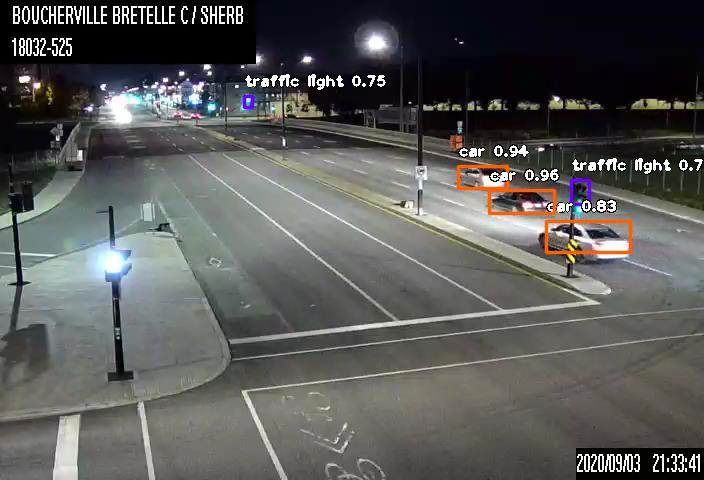 BOUCHERVILLE BRETELLE C / SHERB
18032-525
traffic light 0.75
car 0.94
car 0.96
traffic light 0.7
car 0.83
2020/09/03 21:33:41